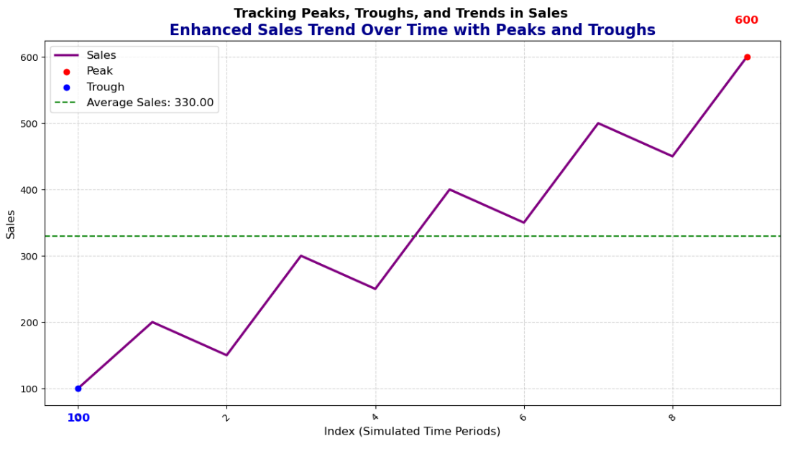 Tracking Peaks, Troughs, and Trends in Sales
600
Enhanced Sales Trend Over Time with Peaks and Troughs
Sales
Peak
Trough
Average Sales: 330.00
600
500
400
300
200
100
Sales
100
2
4
6
8
Index (Simulated Time Periods)